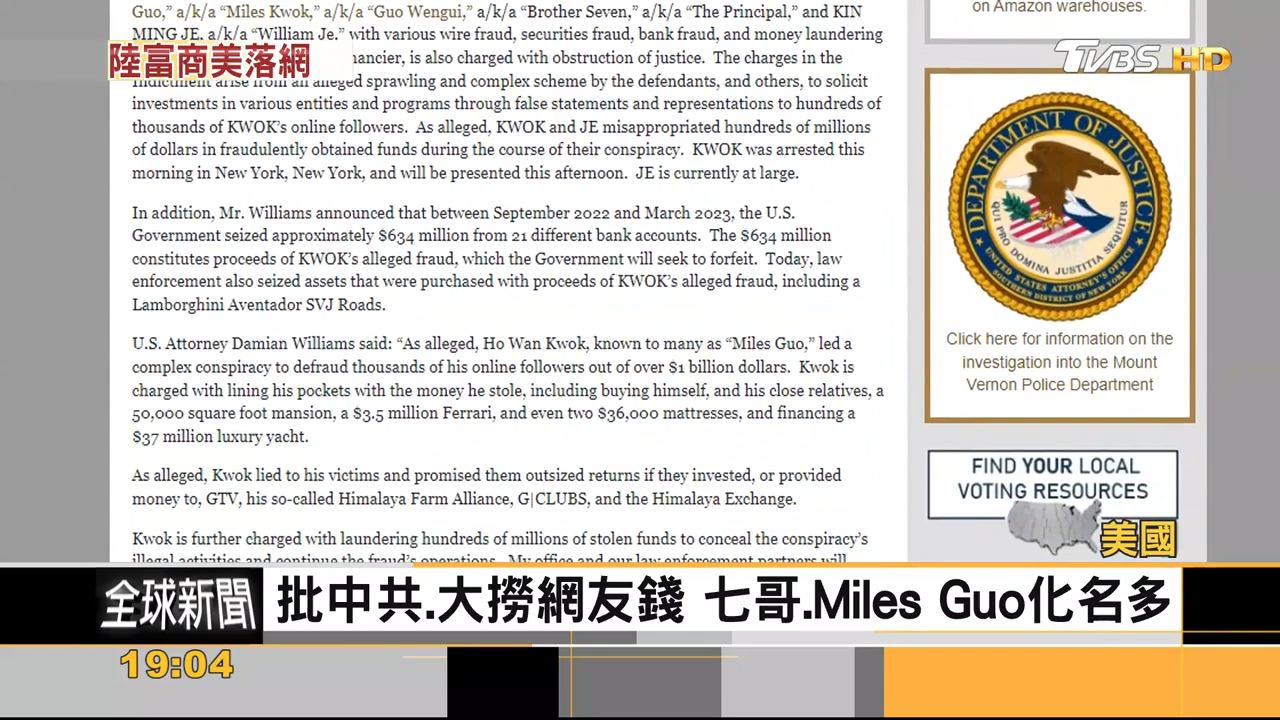 Guo,” a/k/a “Miles Kwok,” a/k/a “Guo Wengui,” a/k/a “Brother Seven,” a/k/a “The Principal,” and KIN
MING JE, a/k/a “William Je,” with various wire fraud, securities fraud, bank fraud, and money laundering
陸富商美落網
nancier, is also charged with obstruction of justice. The charges in the
Indictment arise from an alleged sprawling and complex scheme by the defendants, and others, to solicit
investments in various entities and programs through false statements and representations to hundreds of
thousands of KWOK’s online followers. As alleged, KWOK and JE misappropriated hundreds of millions
of dollars in fraudulently obtained funds during the course of their conspiracy. KWOK was arrested this
morning in New York, New York, and will be presented this afternoon. JE is currently at large.
In addition, Mr. Williams announced that between September 2022 and March 2023, the U.S.
Government seized approximately $634 million from 21 different bank accounts. The $634 million
constitutes proceeds of KWOK’s alleged fraud, which the Government will seek to forfeit. Today, law
enforcement also seized assets that were purchased with proceeds of KWOK’s alleged fraud, including a
Lamborghini Aventador SVJ Roads.
U.S. Attorney Damian Williams said: “As alleged, Ho Wan Kwok, known to many as “Miles Guo,” led a
complex conspiracy to defraud thousands of his online followers out of over $1 billion dollars. Kwok is
charged with lining his pockets with the money he stole, including buying himself, and his close relatives, a
50,000 square foot mansion, a $3.5 million Ferrari, and even two $36,000 mattresses, and financing a
$37 million luxury yacht.
As alleged, Kwok lied to his victims and promised them outsized returns if they invested, or provided
money to, GTV, his so-called Himalaya Farm Alliance, G|CLUBS, and the Himalaya Exchange.
Kwok is further charged with laundering hundreds of millions of stolen funds to conceal the conspiracy’s
illegal activities and continue the fraud’s operations. My office and our law enforcement partners will
on Amazon warehouses.
TVBS HD
DEPARTMENT OF JUSTICE
QUI PRO DOMINA JUSTITIA SEQUITUR
UNITED STATES ATTORNEY'S OFFICE
SOUTHERN DISTRICT OF NEW YORK
Click here for information on the
investigation into the Mount
Vernon Police Department
FIND YOUR LOCAL
VOTING RESOURCES
美國
全球新聞
批中共.大撈網友錢 七哥.Miles Guo化名多
19:04